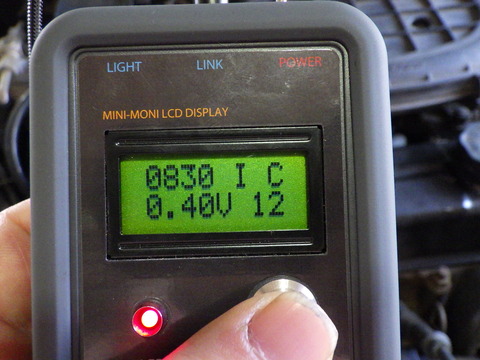 LIGHT LINK POWER
MINI-MONI LCD DISPLAY
0830 I C
0.40V 12